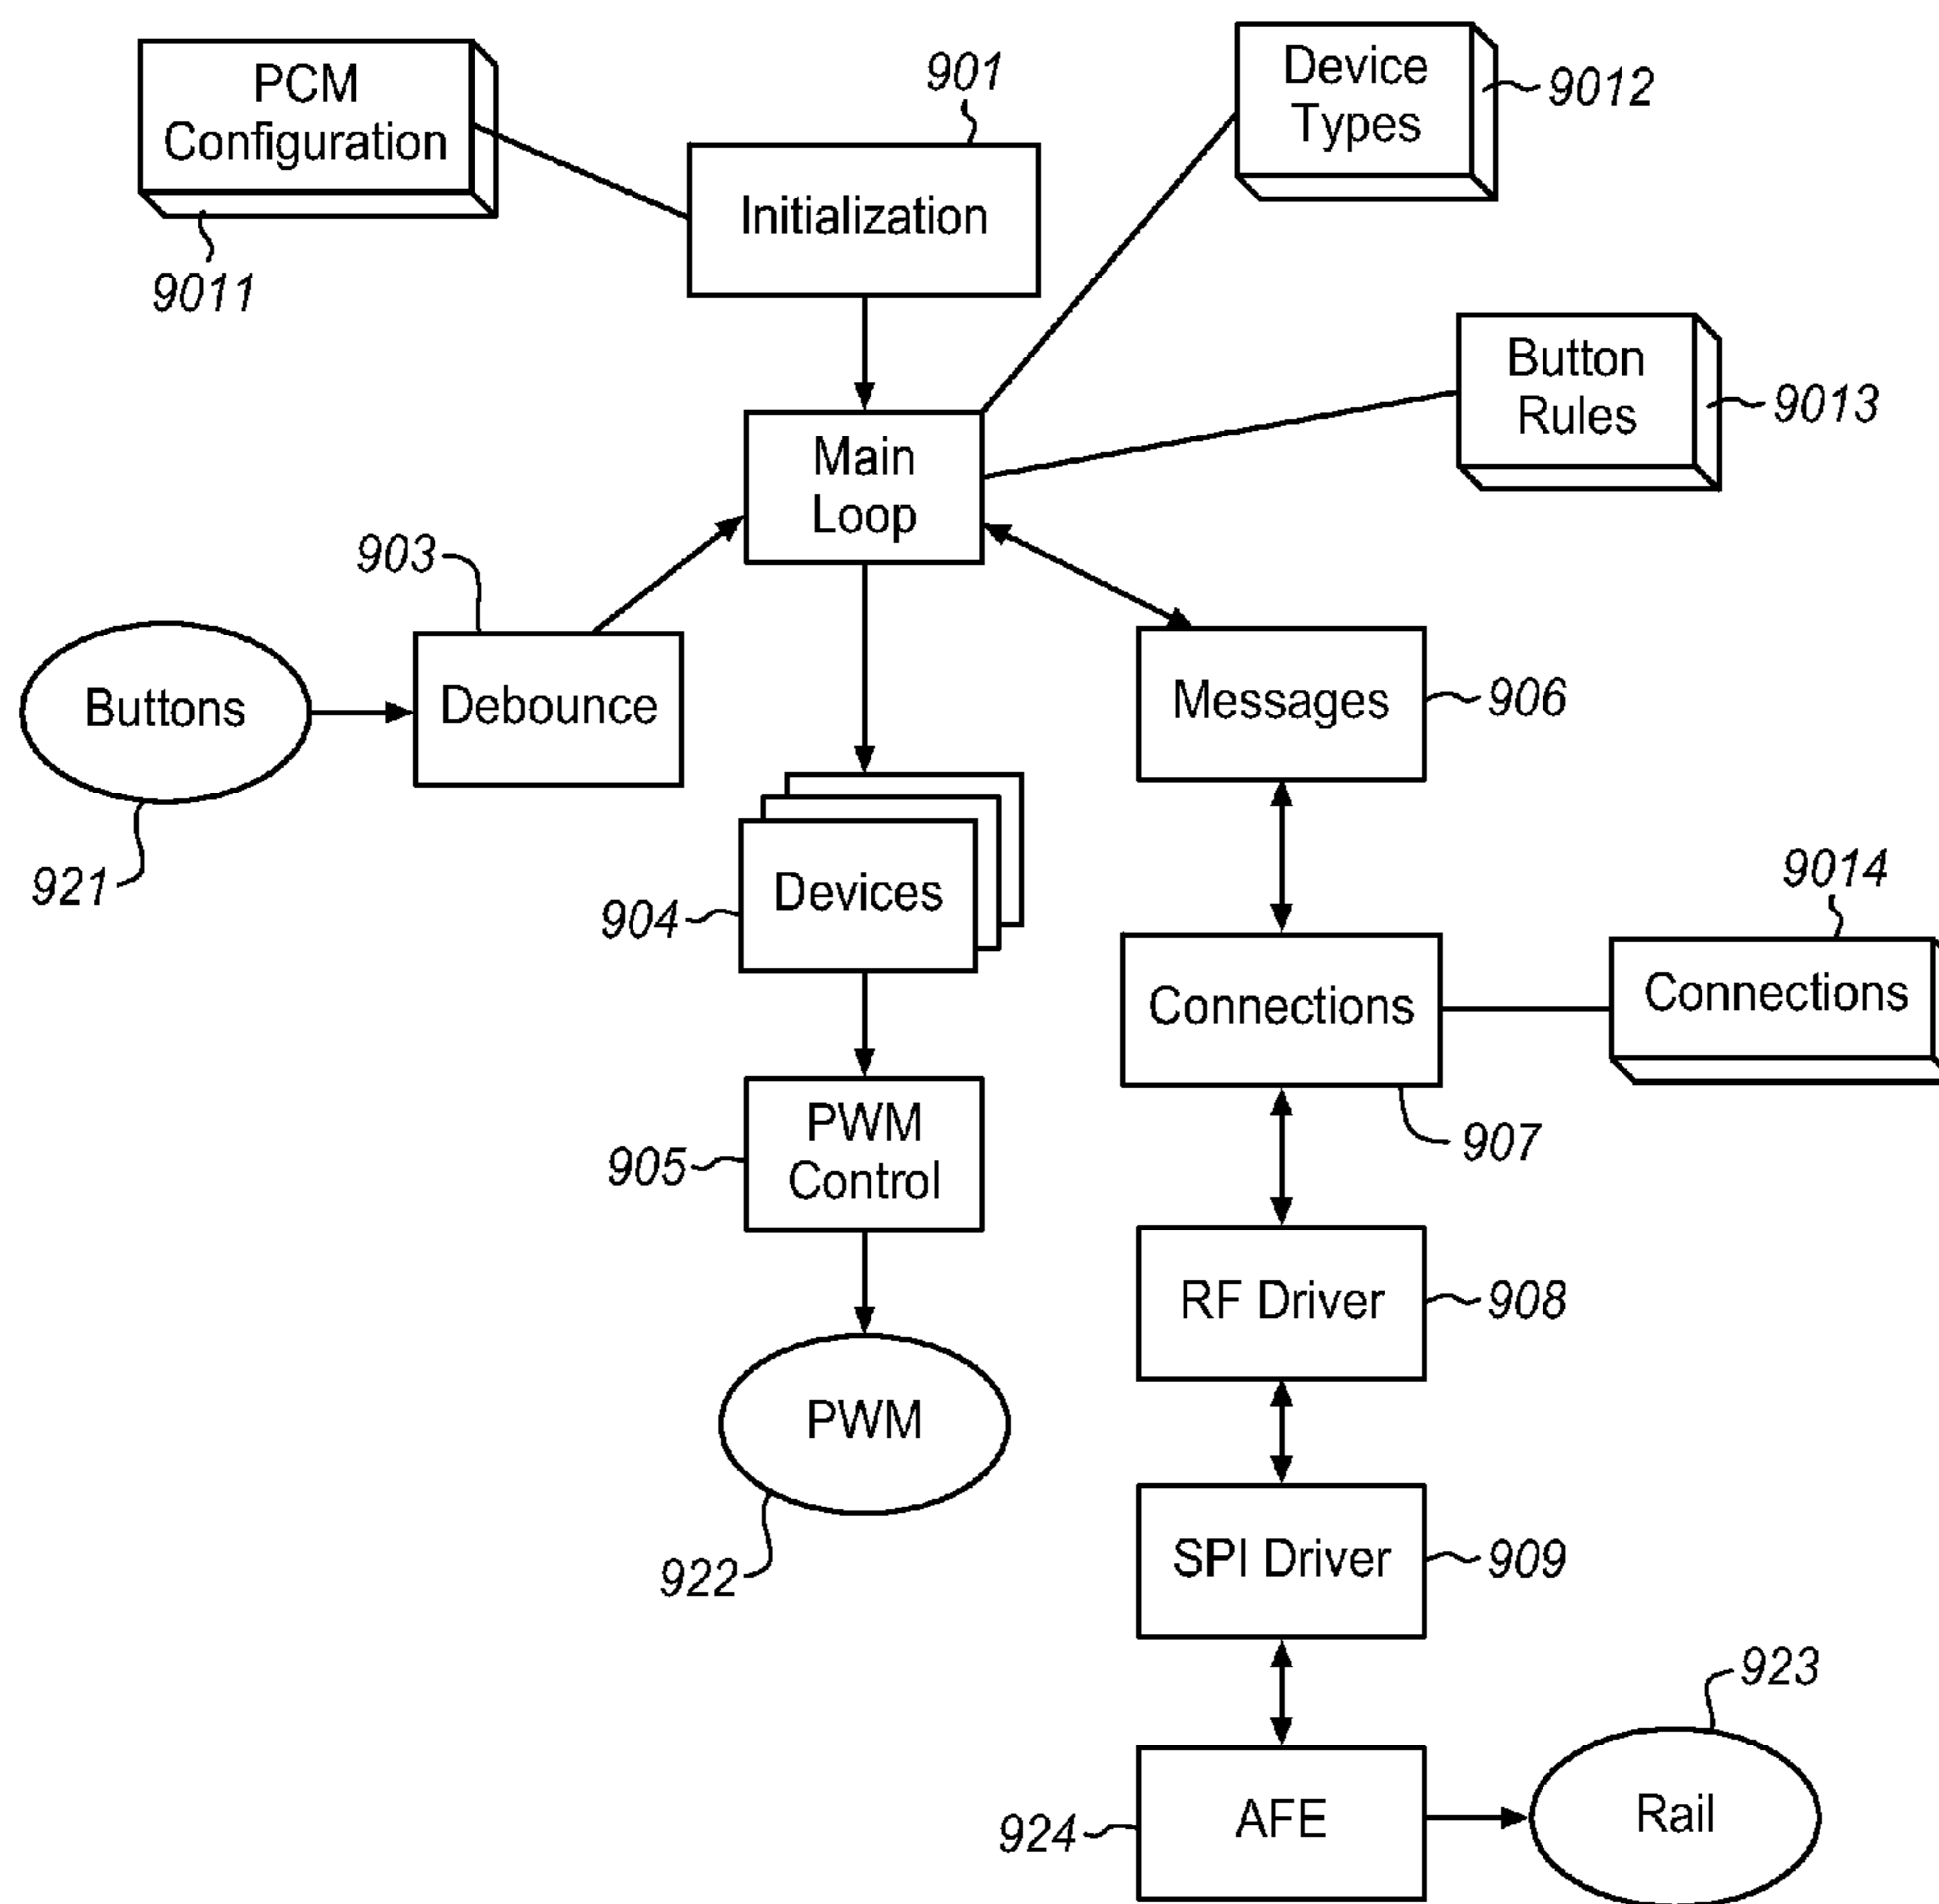 PCM
Configuration
9011
901
Initialization
Device
Types
9012
Button
Rules
9013
Main
Loop
903
Buttons
921
Debounce
Messages
906
Devices
904
Connections
907
Connections
9014
PWM
Control
905
RF Driver
908
PWM
922
SPI Driver
909
AFE
924
Rail
923